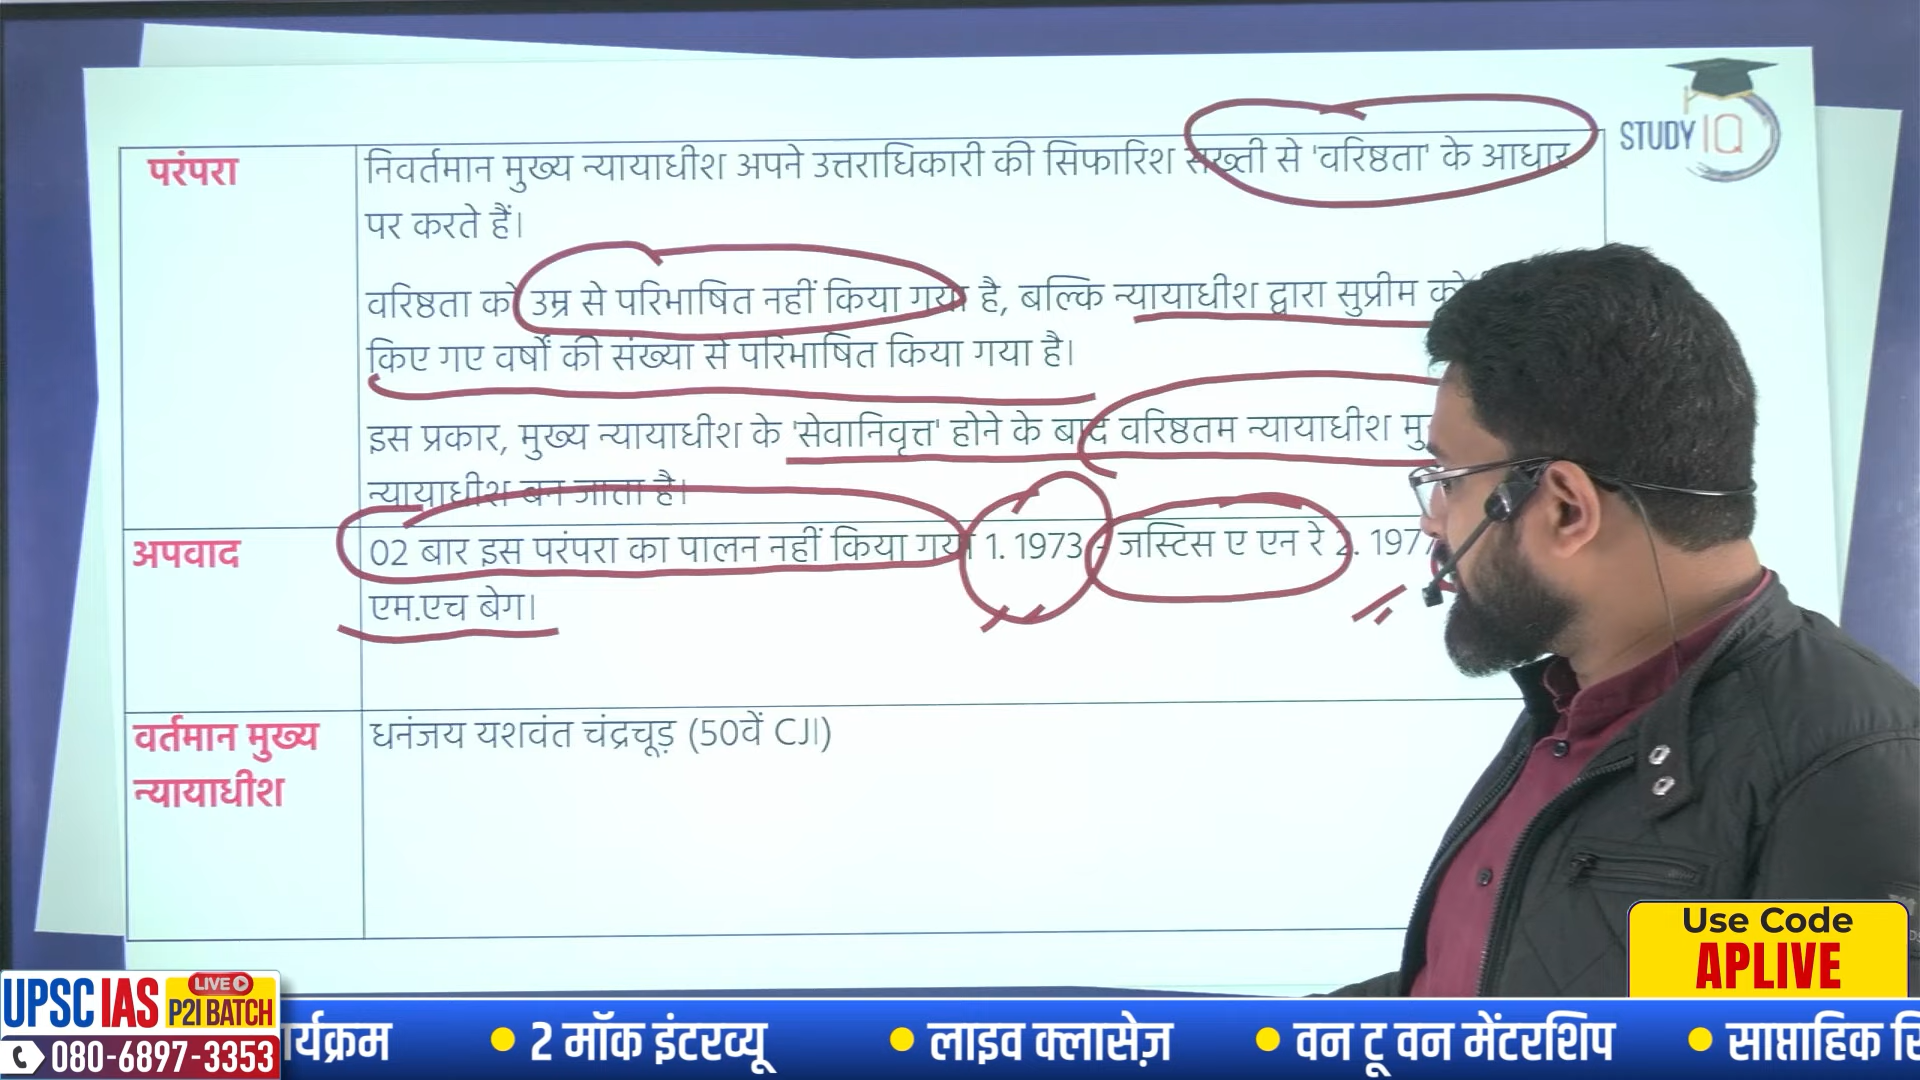 STUDY IQ
परंपरा
निवर्तमान मुख्य न्यायाधीश अपने उत्तराधिकारी की सिफारिश सख्ती से 'वरिष्ठता' के आधार
पर करते हैं।
वरिष्ठता को उम्र से परिभाषित नहीं किया गया है, बल्कि न्यायाधीश द्वारा सुप्रीम
किए गए वर्षों की संख्या से परिभाषित किया गया है।
इस प्रकार, मुख्य न्यायाधीश के 'सेवानिवृत्त' होने के बाद वरिष्ठतम न्यायाधीश
न्यायाधीश बन जाता है।
अपवाद
02 बार इस परंपरा का पालन नहीं किया गया 1. 1973 - जस्टिस ए एन रे 2. 1977
एम.एच बेग।
वर्तमान मुख्य
न्यायाधीश
धनंजय यशवंत चंद्रचूड़ (50वें CJI)
Use Code
APLIVE
UPSC IAS
LIVE
P2I BATCH
080-6897-3353
र्यक्रम • 2 मॉक इंटरव्यू • लाइव क्लासेज़ • वन टू वन मेंटरशिप • साप्ताहिक